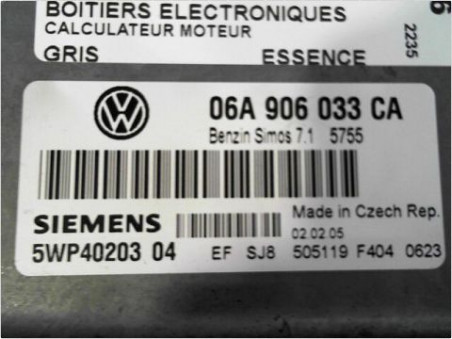 BOITIERS ELECTRONIQUES
CALCULATEUR MOTEUR
GRIS ESSENCE
6
2235
06A 906 033 CA
Benzin Simos 7.1 5755
SIEMENS
Made in Czech Rep.
02.02.05
5WP40203 04 EF SJ8 505119 F404 0623